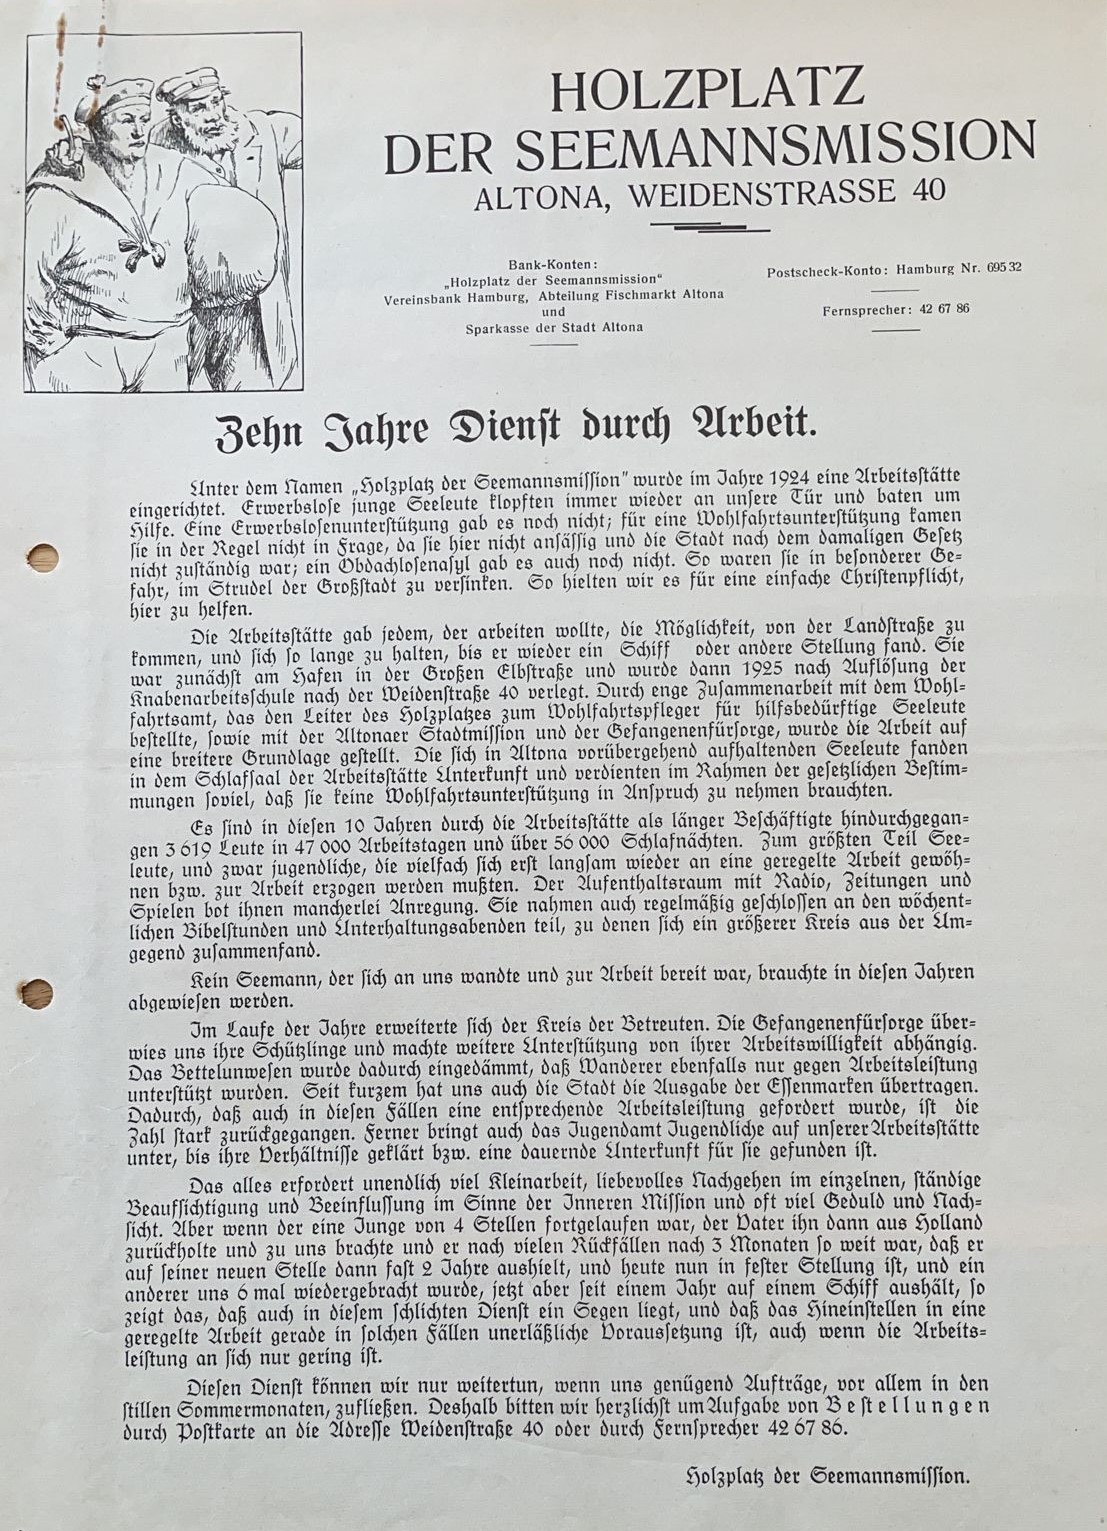 HOLZPLATZ
DER SEEMANNSMISSION
ALTONA, WEIDENSTRASSE 40
Bank-Konten:
„Holzplatz der Seemannsmission“
Vereinsbank Hamburg, Abteilung Fischmarkt Altona
und
Sparkasse der Stadt Altona
Postscheck-Konto: Hamburg Nr. 695 32
Fernsprecher: 42 67 86
Zehn Jahre Dienst durch Arbeit.
Unter dem Namen „Holzplatz der Seemannsmission“ wurde im Jahre 1924 eine Arbeitsstätte
eingerichtet. Erwerbslose junge Seeleute klopften immer wieder an unsere Tür und baten um
Hilfe. Eine Erwerbslosenunterstützung gab es noch nicht; für eine Wohlfahrtsunterstützung kamen
sie in der Regel nicht in Frage, da sie hier nicht ansässig und die Stadt nach dem damaligen Gesetz
nicht zuständig war; ein Obdachlosenasyl gab es auch noch nicht. So waren sie in besonderer Ge-
fahr, im Strudel der Großstadt zu versinken. So hielten wir es für eine einfache Christenpflicht,
hier zu helfen.
Die Arbeitsstätte gab jedem, der arbeiten wollte, die Möglichkeit, von der Landstraße zu
kommen, und sich so lange zu halten, bis er wieder ein Schiff oder andere Stellung fand. Sie
war zunächst am Hafen in der Großen Elbstraße und wurde dann 1925 nach Auflösung der
Knabenarbeitsschule nach der Weidenstraße 40 verlegt. Durch enge Zusammenarbeit mit dem Wohl-
fahrtsamt, das den Leiter des Holzplatzes zum Wohlfahrtspfleger für hilfsbedürftige Seeleute
bestellte, sowie mit der Altonaer Stadtmission und der Gefangenenfürsorge, wurde die Arbeit auf
eine breitere Grundlage gestellt. Die sich in Altona vorübergehend aufhaltenden Seeleute fanden
in dem Schlafsaal der Arbeitsstätte Unterkunft und verdienten im Rahmen der gesetzlichen Bestim-
mungen soviel, daß sie keine Wohlfahrtsunterstützung in Anspruch zu nehmen brauchten.
Es sind in diesen 10 Jahren durch die Arbeitsstätte als länger Beschäftigte hindurchgegan-
gen 3 619 Leute in 47 000 Arbeitstagen und über 56 000 Schlafnächten. Zum größten Teil See-
leute, und zwar jugendliche, die vielfach sich erst langsam wieder an eine geregelte Arbeit gewöh-
nen bzw. zur Arbeit erzogen werden mußten. Der Aufenthaltsraum mit Radio, Zeitungen und
Spielen bot ihnen mancherlei Anregung. Sie nahmen auch regelmäßig geschlossen an den wöchent-
lichen Bibelstunden und Unterhaltungsabenden teil, zu denen sich ein größerer Kreis aus der Um-
gegend zusammenfand.
Kein Seemann, der sich an uns wandte und zur Arbeit bereit war, brauchte in diesen Jahren
abgewiesen werden.
Im Laufe der Jahre erweiterte sich der Kreis der Betreuten. Die Gefangenenfürsorge über-
wies uns ihre Schützlinge und machte weitere Unterstützung von ihrer Arbeitswilligkeit abhängig.
Das Bettelunwesen wurde dadurch eingedämmt, daß Wanderer ebenfalls nur gegen Arbeitsleistung
unterstützt wurden. Seit kurzem hat uns auch die Stadt die Ausgabe der Essenmarken übertragen.
Dadurch, daß auch in diesen Fällen eine entsprechende Arbeitsleistung gefordert wurde, ist die
Zahl stark zurückgegangen. Ferner bringt auch das Jugendamt Jugendliche auf unserer Arbeitsstätte
unter, bis ihre Verhältnisse geklärt bzw. eine dauernde Unterkunft für sie gefunden ist.
Das alles erfordert unendlich viel Kleinarbeit, liebevolles Nachgehen im einzelnen, ständige
Beaufsichtigung und Beeinflussung im Sinne der Inneren Mission und oft viel Geduld und Nach-
sicht. Aber wenn der eine Junge von 4 Stellen fortgelaufen war, der Vater ihn dann aus Holland
zurückholte und zu uns brachte und er nach vielen Rückfällen nach 3 Monaten so weit war, daß er
auf seiner neuen Stelle dann fast 2 Jahre aushielt, und heute nun in fester Stellung ist, und ein
anderer uns 6 mal wiedergebracht wurde, jetzt aber seit einem Jahr auf einem Schiff aushält, so
zeigt das, daß auch in diesem schlichten Dienst ein Segen liegt, und daß das Hineinstellen in eine
geregelte Arbeit gerade in solchen Fällen unerläßliche Voraussetzung ist, auch wenn die Arbeits-
leistung an sich nur gering ist.
Diesen Dienst können wir nur weitertun, wenn uns genügend Aufträge, vor allem in den
stillen Sommermonaten, zufließen. Deshalb bitten wir herzlichst um Aufgabe von Bestellungen
durch Postkarte an die Adresse Weidenstraße 40 oder durch Fernsprecher 42 67 86.
Holzplatz der Seemannsmission.